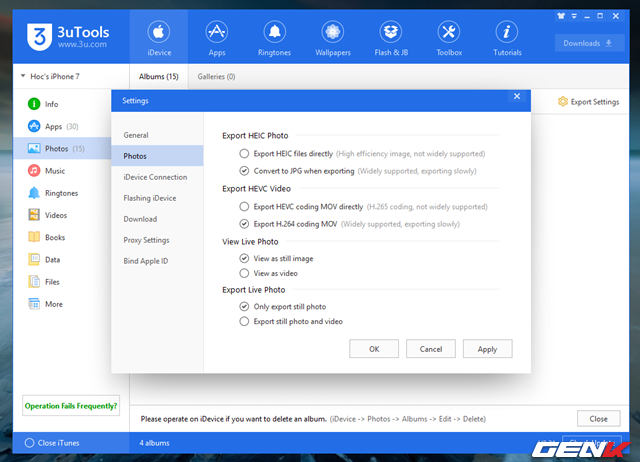 3 3uTools
www.3u.com
iDevice
Apps
Ringtones
Wallpapers
Flash & JB
Toolbox
Tutorials
Downloads
Hoc's iPhone 7
Albums (15)
Galleries (0)
Export Settings
Info
Apps (30)
Photos (15)
Music
Ringtones
Videos
Books
Data
Files
More
Settings
General
Photos
iDevice Connection
Flashing iDevice
Download
Proxy Settings
Bind Apple ID
Export HEIC Photo
Export HEIC files directly (High efficiency image, not widely supported)
Convert to JPG when exporting (Widely supported, exporting slowly)
Export HEVC Video
Export HEVC coding MOV directly (H.265 coding, not widely supported)
Export H.264 coding MOV (Widely supported, exporting slowly)
View Live Photo
View as still image
View as video
Export Live Photo
Only export still photo
Export still photo and video
OK
Cancel
Apply
Operation Fails Frequently?
Please operate on iDevice if you want to delete an album. (iDevice -> Photos -> Albums -> Edit -> Delete)
Close
Close iTunes
4 albums
GENK